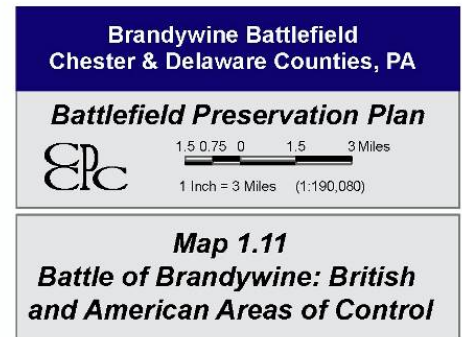 Brandywine Battlefield
Chester & Delaware Counties, PA
Battlefield Preservation Plan
CCPC
1.5 0.75 0 1.5 3 Miles
1 Inch = 3 Miles (1:190,080)
Map 1.11
Battle of Brandywine: British
and American Areas of Control